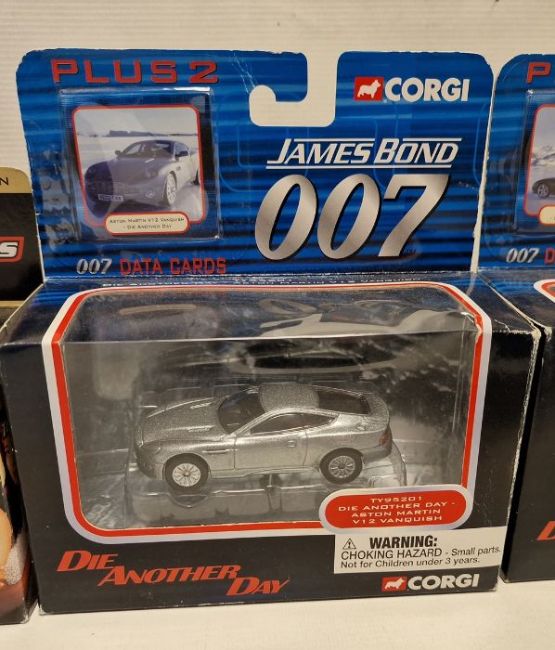 PLUS 2
CORGI
PLUS
ASTON MARTIN V12 VANQUISH
- DIE ANOTHER DAY
JAMES BOND
007
007 DATA CARDS
007 D
N
S
TY95201
DIE ANOTHER DAY -
ASTON MARTIN
V12 VANQUISH
WARNING:
CHOKING HAZARD - Small parts.
Not for Children under 3 years.
DIE
ANOTHER
DAY
CORGI